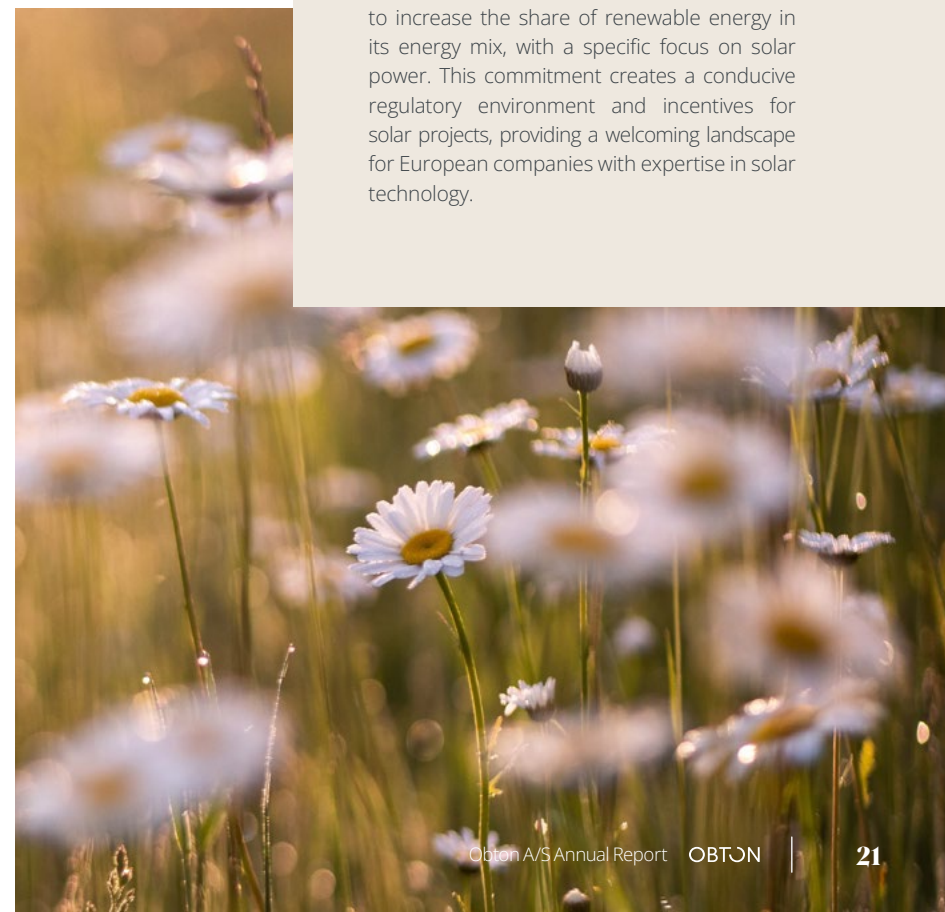 to increase the share of renewable energy in
its energy mix, with a specific focus on solar
power. This commitment creates a conducive
regulatory environment and incentives for
solar projects, providing a welcoming landscape
for European companies with expertise in solar
technology.
Obton A/S Annual Report OBTON 21